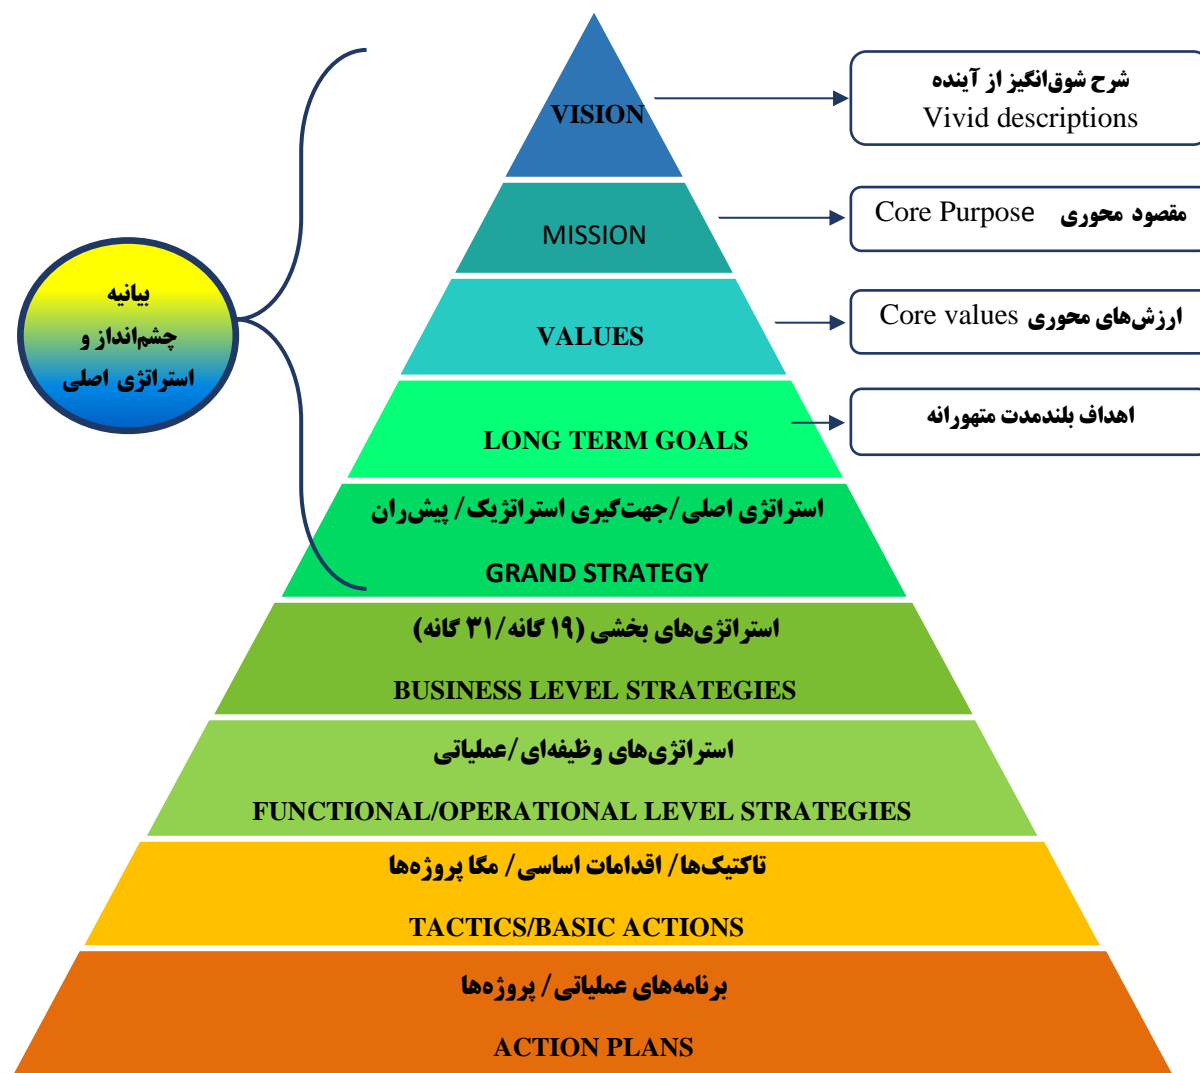 VISION
شرح شوق‌انگیز از آینده
Vivid descriptions
MISSION
مقصود محوری Core Purpose
بیانیه
چشم‌انداز و
استراتژی اصلی
VALUES
ارزش‌های محوری Core values
LONG TERM GOALS
اهداف بلندمدت متهورانه
استراتژی اصلی/جهت‌گیری استراتژیک/ پیش‌ران
GRAND STRATEGY
استراتژی‌های بخشی (۱۹ گانه/۳۱ گانه)
BUSINESS LEVEL STRATEGIES
استراتژی‌های وظیفه‌ای/عملیاتی
FUNCTIONAL/OPERATIONAL LEVEL STRATEGIES
تاکتیک‌ها/ اقدامات اساسی/ مگا پروژه‌ها
TACTICS/BASIC ACTIONS
برنامه‌های عملیاتی/ پروژه‌ها
ACTION PLANS